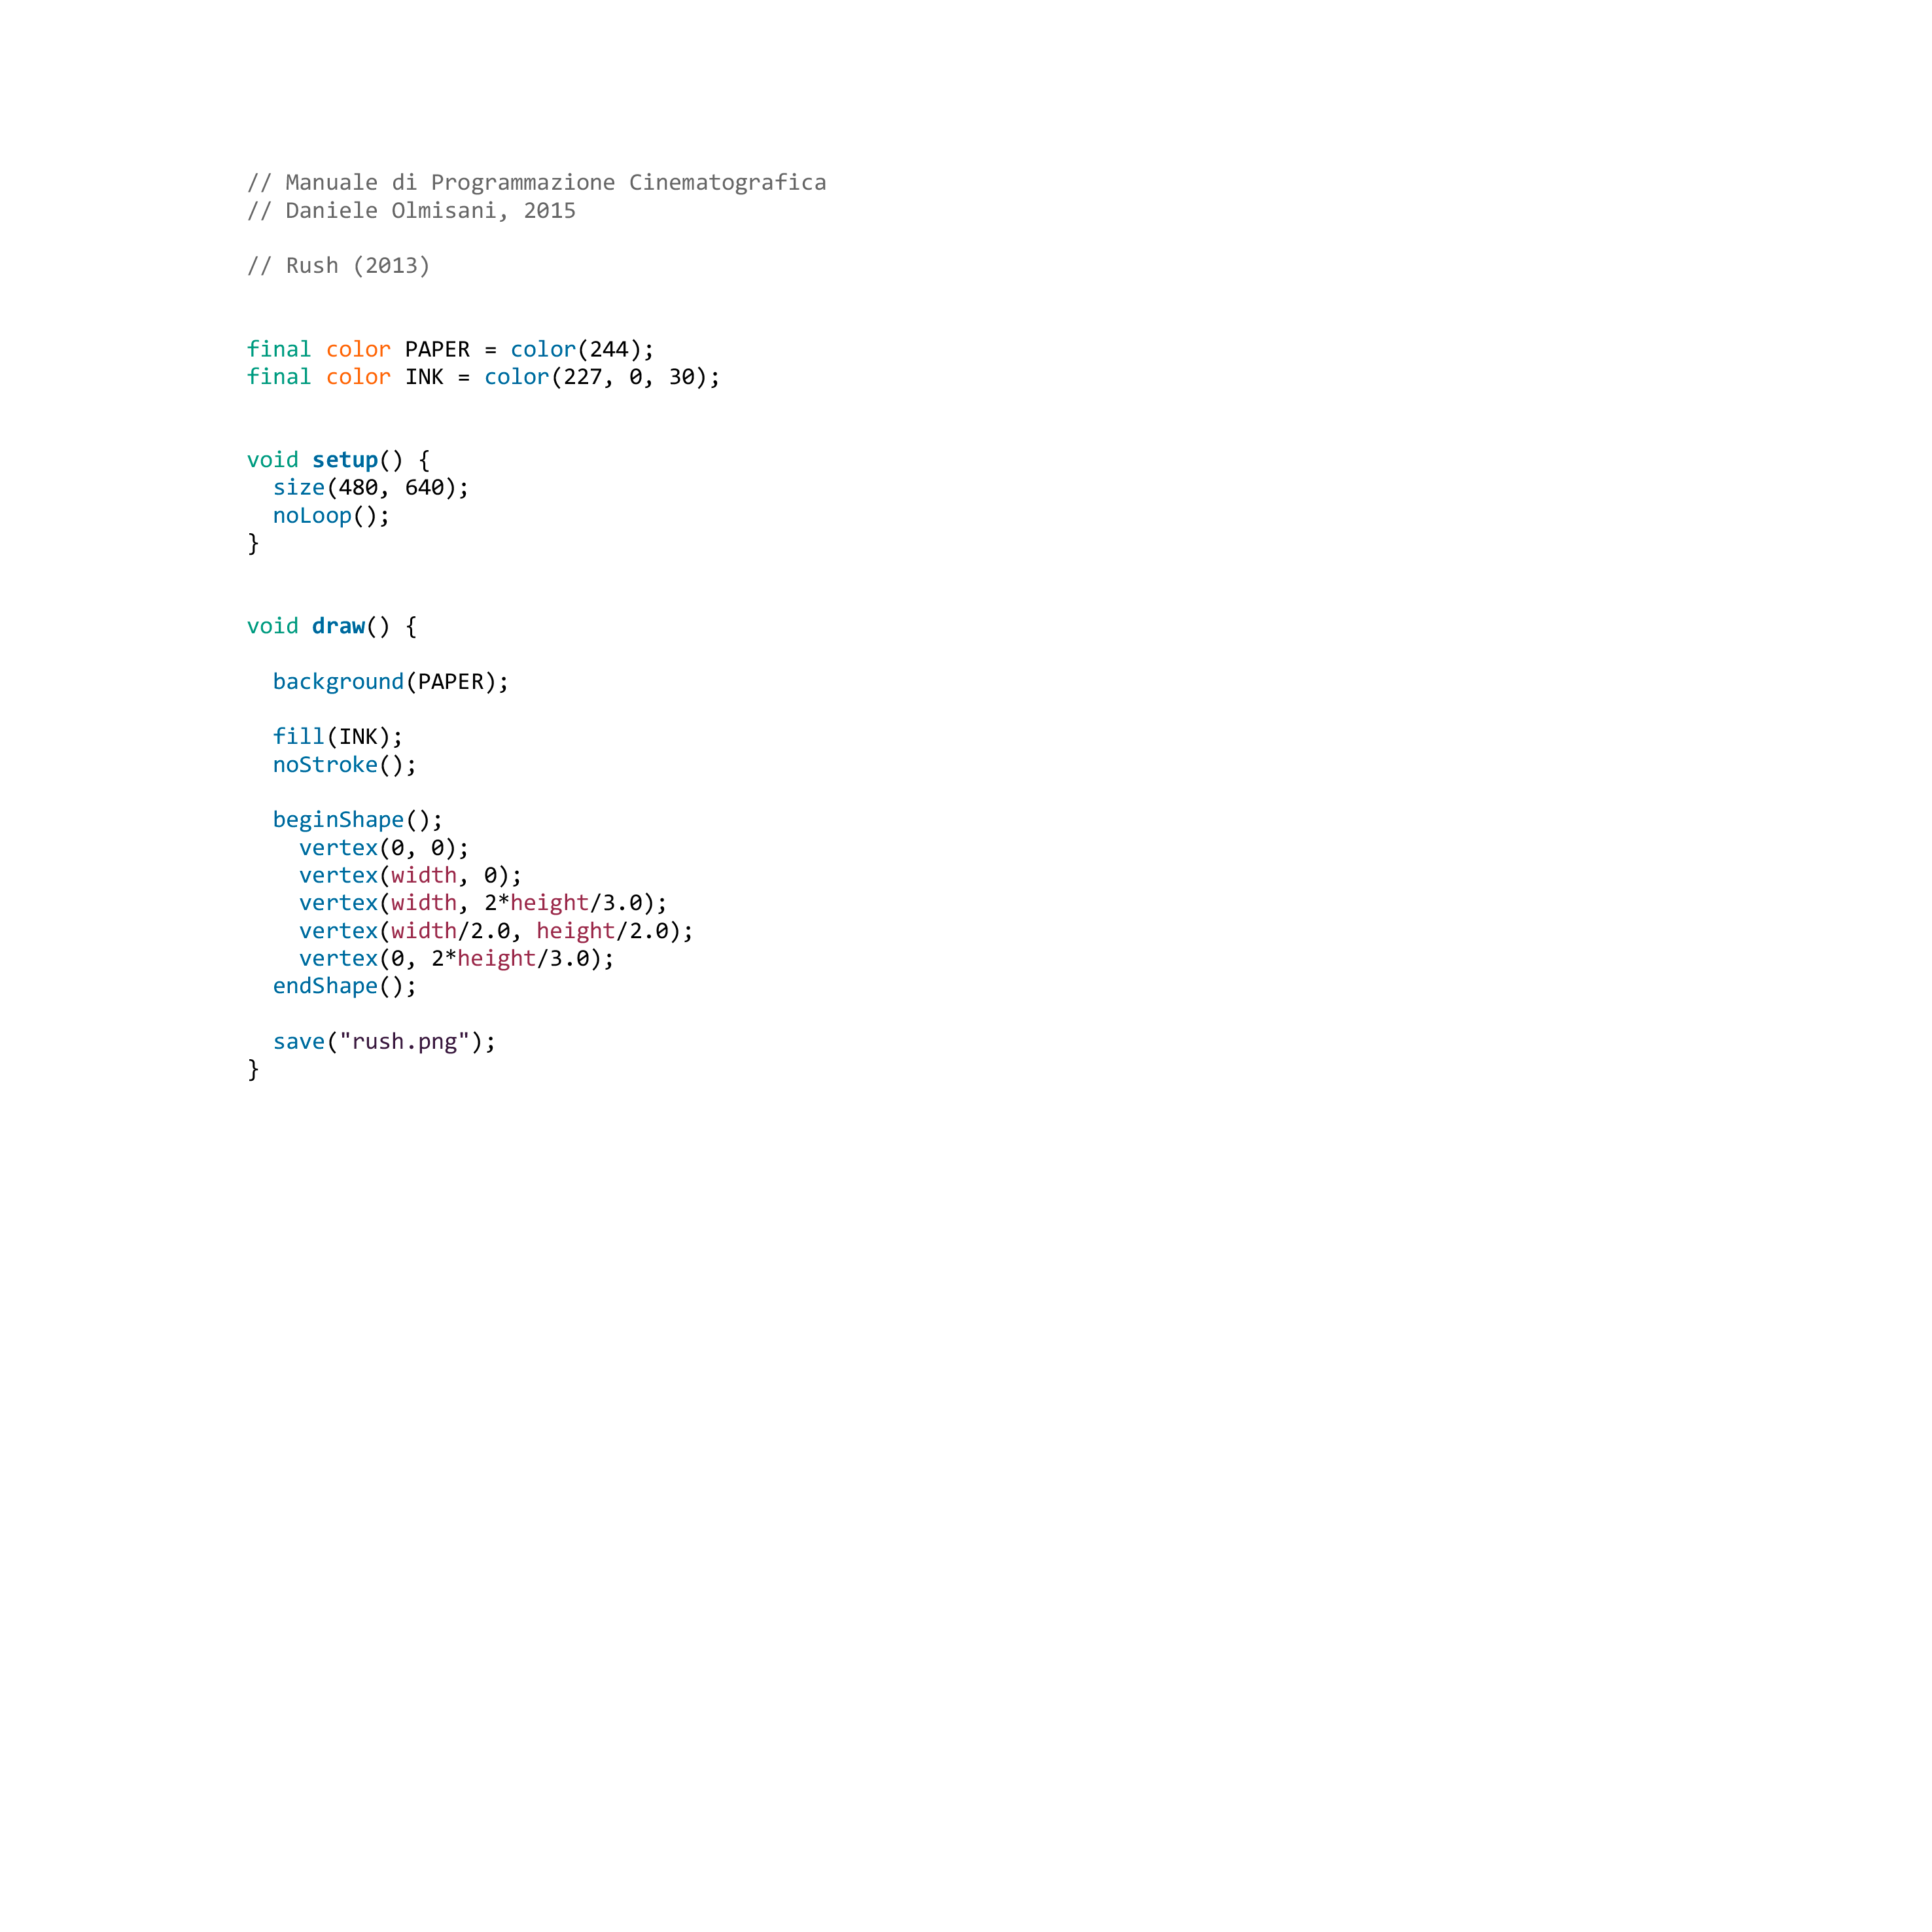 // Manuale di Programmazione Cinematografica
// Daniele Olmisani, 2015
// Rush (2013)
final color PAPER = color(244);
final color INK = color(227, 0, 30);
void setup() {
  size(480, 640);
  noLoop();
}
void draw() {
  background(PAPER);
  fill(INK);
  noStroke();
  beginShape();
    vertex(0, 0);
    vertex(width, 0);
    vertex(width, 2*height/3.0);
    vertex(width/2.0, height/2.0);
    vertex(0, 2*height/3.0);
  endShape();
  save("rush.png");
}